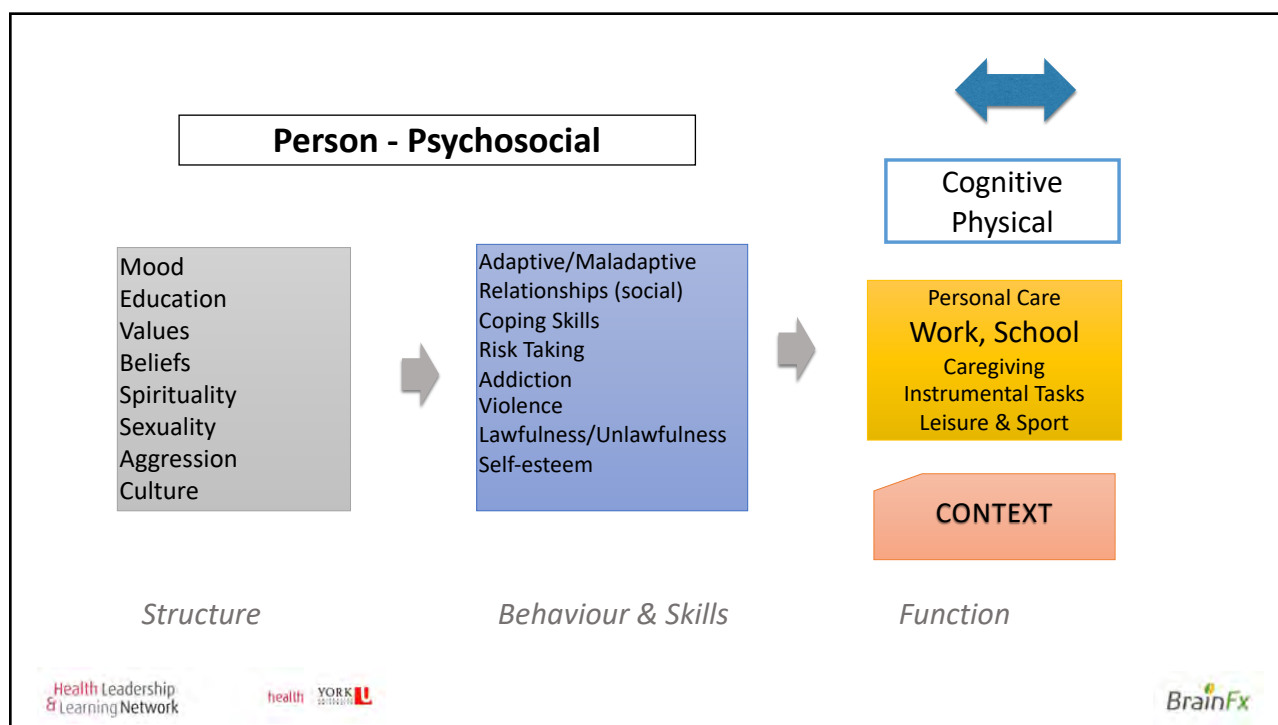 Person - Psychosocial
Cognitive
Physical
Mood
Education
Values
Beliefs
Spirituality
Sexuality
Aggression
Culture
Adaptive/Maladaptive
Relationships (social)
Coping Skills
Risk Taking
Addiction
Violence
Lawfulness/Unlawfulness
Self-esteem
Personal Care
Work, School
Caregiving
Instrumental Tasks
Leisure & Sport
CONTEXT
Structure
Behaviour & Skills
Function
Health Leadership
& Learning Network
health YORK U
BrainFx